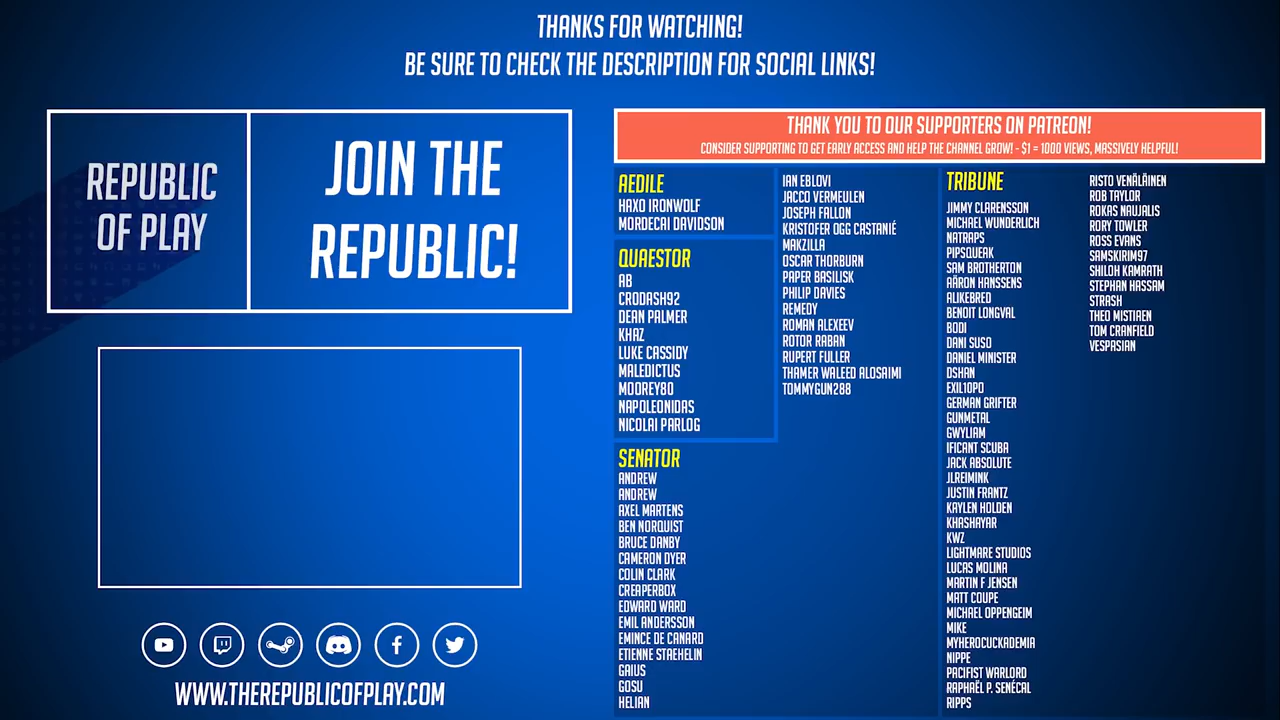 THANKS FOR WATCHING!
BE SURE TO CHECK THE DESCRIPTION FOR SOCIAL LINKS!
REPUBLIC
OF PLAY
JOIN THE
REPUBLIC!
WWW.THEREPUBLICOFPLAY.COM
THANK YOU TO OUR SUPPORTERS ON PATREON!
CONSIDER SUPPORTING TO GET EARLY ACCESS AND HELP THE CHANNEL GROW! - $1 = 1000 VIEWS, MASSIVELY HELPFUL!
AEDILE
HAXO IRONWOLF
MORDECAI DAVIDSON
QUAESTOR
AB
CRODASH92
DEAN PALMER
KHAZ
LUKE CASSIDY
MALEDICTUS
MOOREY80
NAPOLEONIDAS
NICOLAI PARLOG
SENATOR
ANDREW
ANDREW
AXEL MARTENS
BEN NORQUIST
BRUCE DANBY
CAMERON DYER
COLIN CLARK
CREAPERBOX
EDWARD WARD
EMIL ANDERSSON
EMINCE DE CANARD
ETIENNE STAEHELIN
GAIUS
GOSU
HELIAN
IAN EBLOVI
JACCO VERMEULEN
JOSEPH FALLON
KRISTOFER OGG CASTANIÉ
MAKZILLA
OSCAR THORBURN
PAPER BASILISK
PHILIP DAVIES
REMEDY
ROMAN ALEXEEV
ROTOR RABAN
RUPERT FULLER
THAMER WALEED ALOSAIMI
TOMMYGUN288
TRIBUNE
JIMMY CLARENSSON
MICHAEL WUNDERLICH
NATRAPS
PIPSQUEAK
SAM BROTHERTON
AÄRON HANSSENS
ALIKEBRED
BENOIT LONGVAL
BODI
DANI SUSO
DANIEL MINISTER
DSHAN
EXIL10PO
GERMAN GRIFTER
GUNMETAL
GWYLIAM
IFICANT SCUBA
JACK ABSOLUTE
JLREIMINK
JUSTIN FRANTZ
KAYLEN HOLDEN
KHASHAYAR
KWZ
LIGHTMARE STUDIOS
LUCAS MOLINA
MARTIN F JENSEN
MATT COUPE
MICHAEL OPPENGEIM
MIKE
MYHEROCUCKADEMIA
NIPPE
PACIFIST WARLORD
RAPHAËL P. SENÉCAL
RIPPS
RISTO VENÄLÄINEN
ROB TAYLOR
ROKAS NAUJALIS
RORY TOWLER
ROSS EVANS
SAMSKIRIM97
SHILOH KAMRATH
STEPHAN HASSAM
STRASH
THEO MISTIAEN
TOM CRANFIELD
VESPASIAN